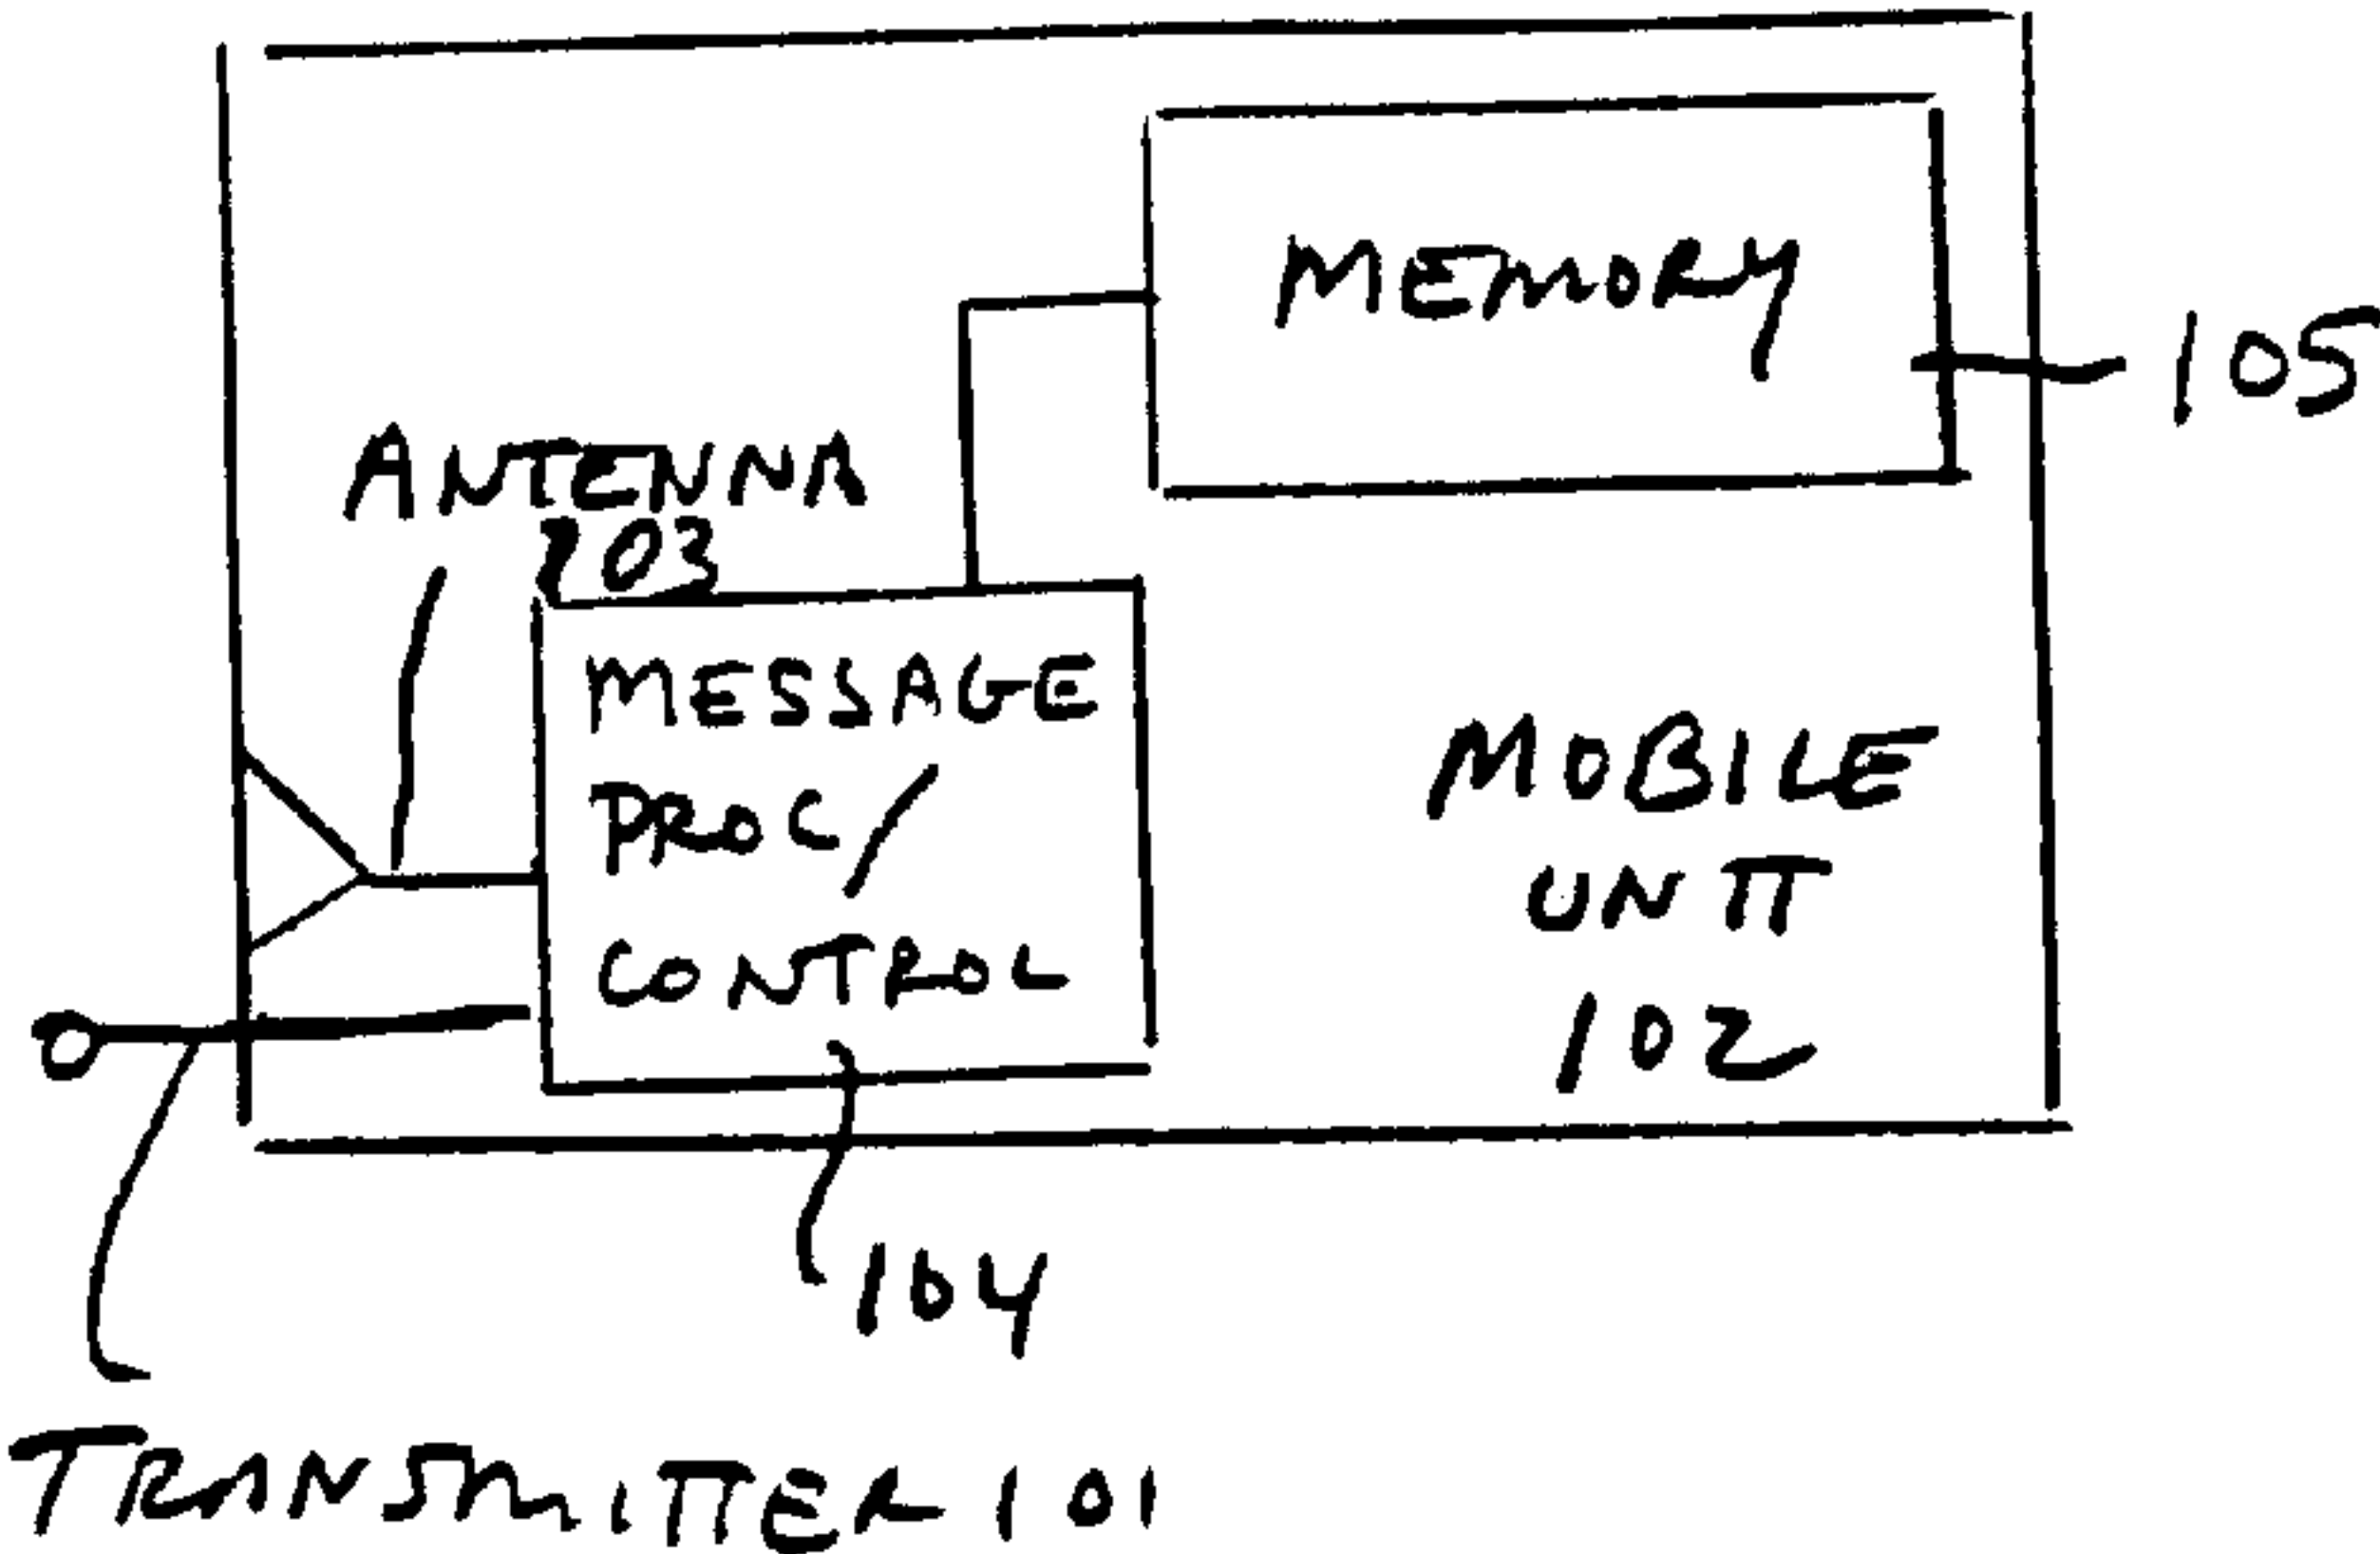 MEMORY
105
ANTENNA
103
MESSAGE
PROC/
CONTROL
MOBILE
UNIT
102
104
TRANSMITTER 101